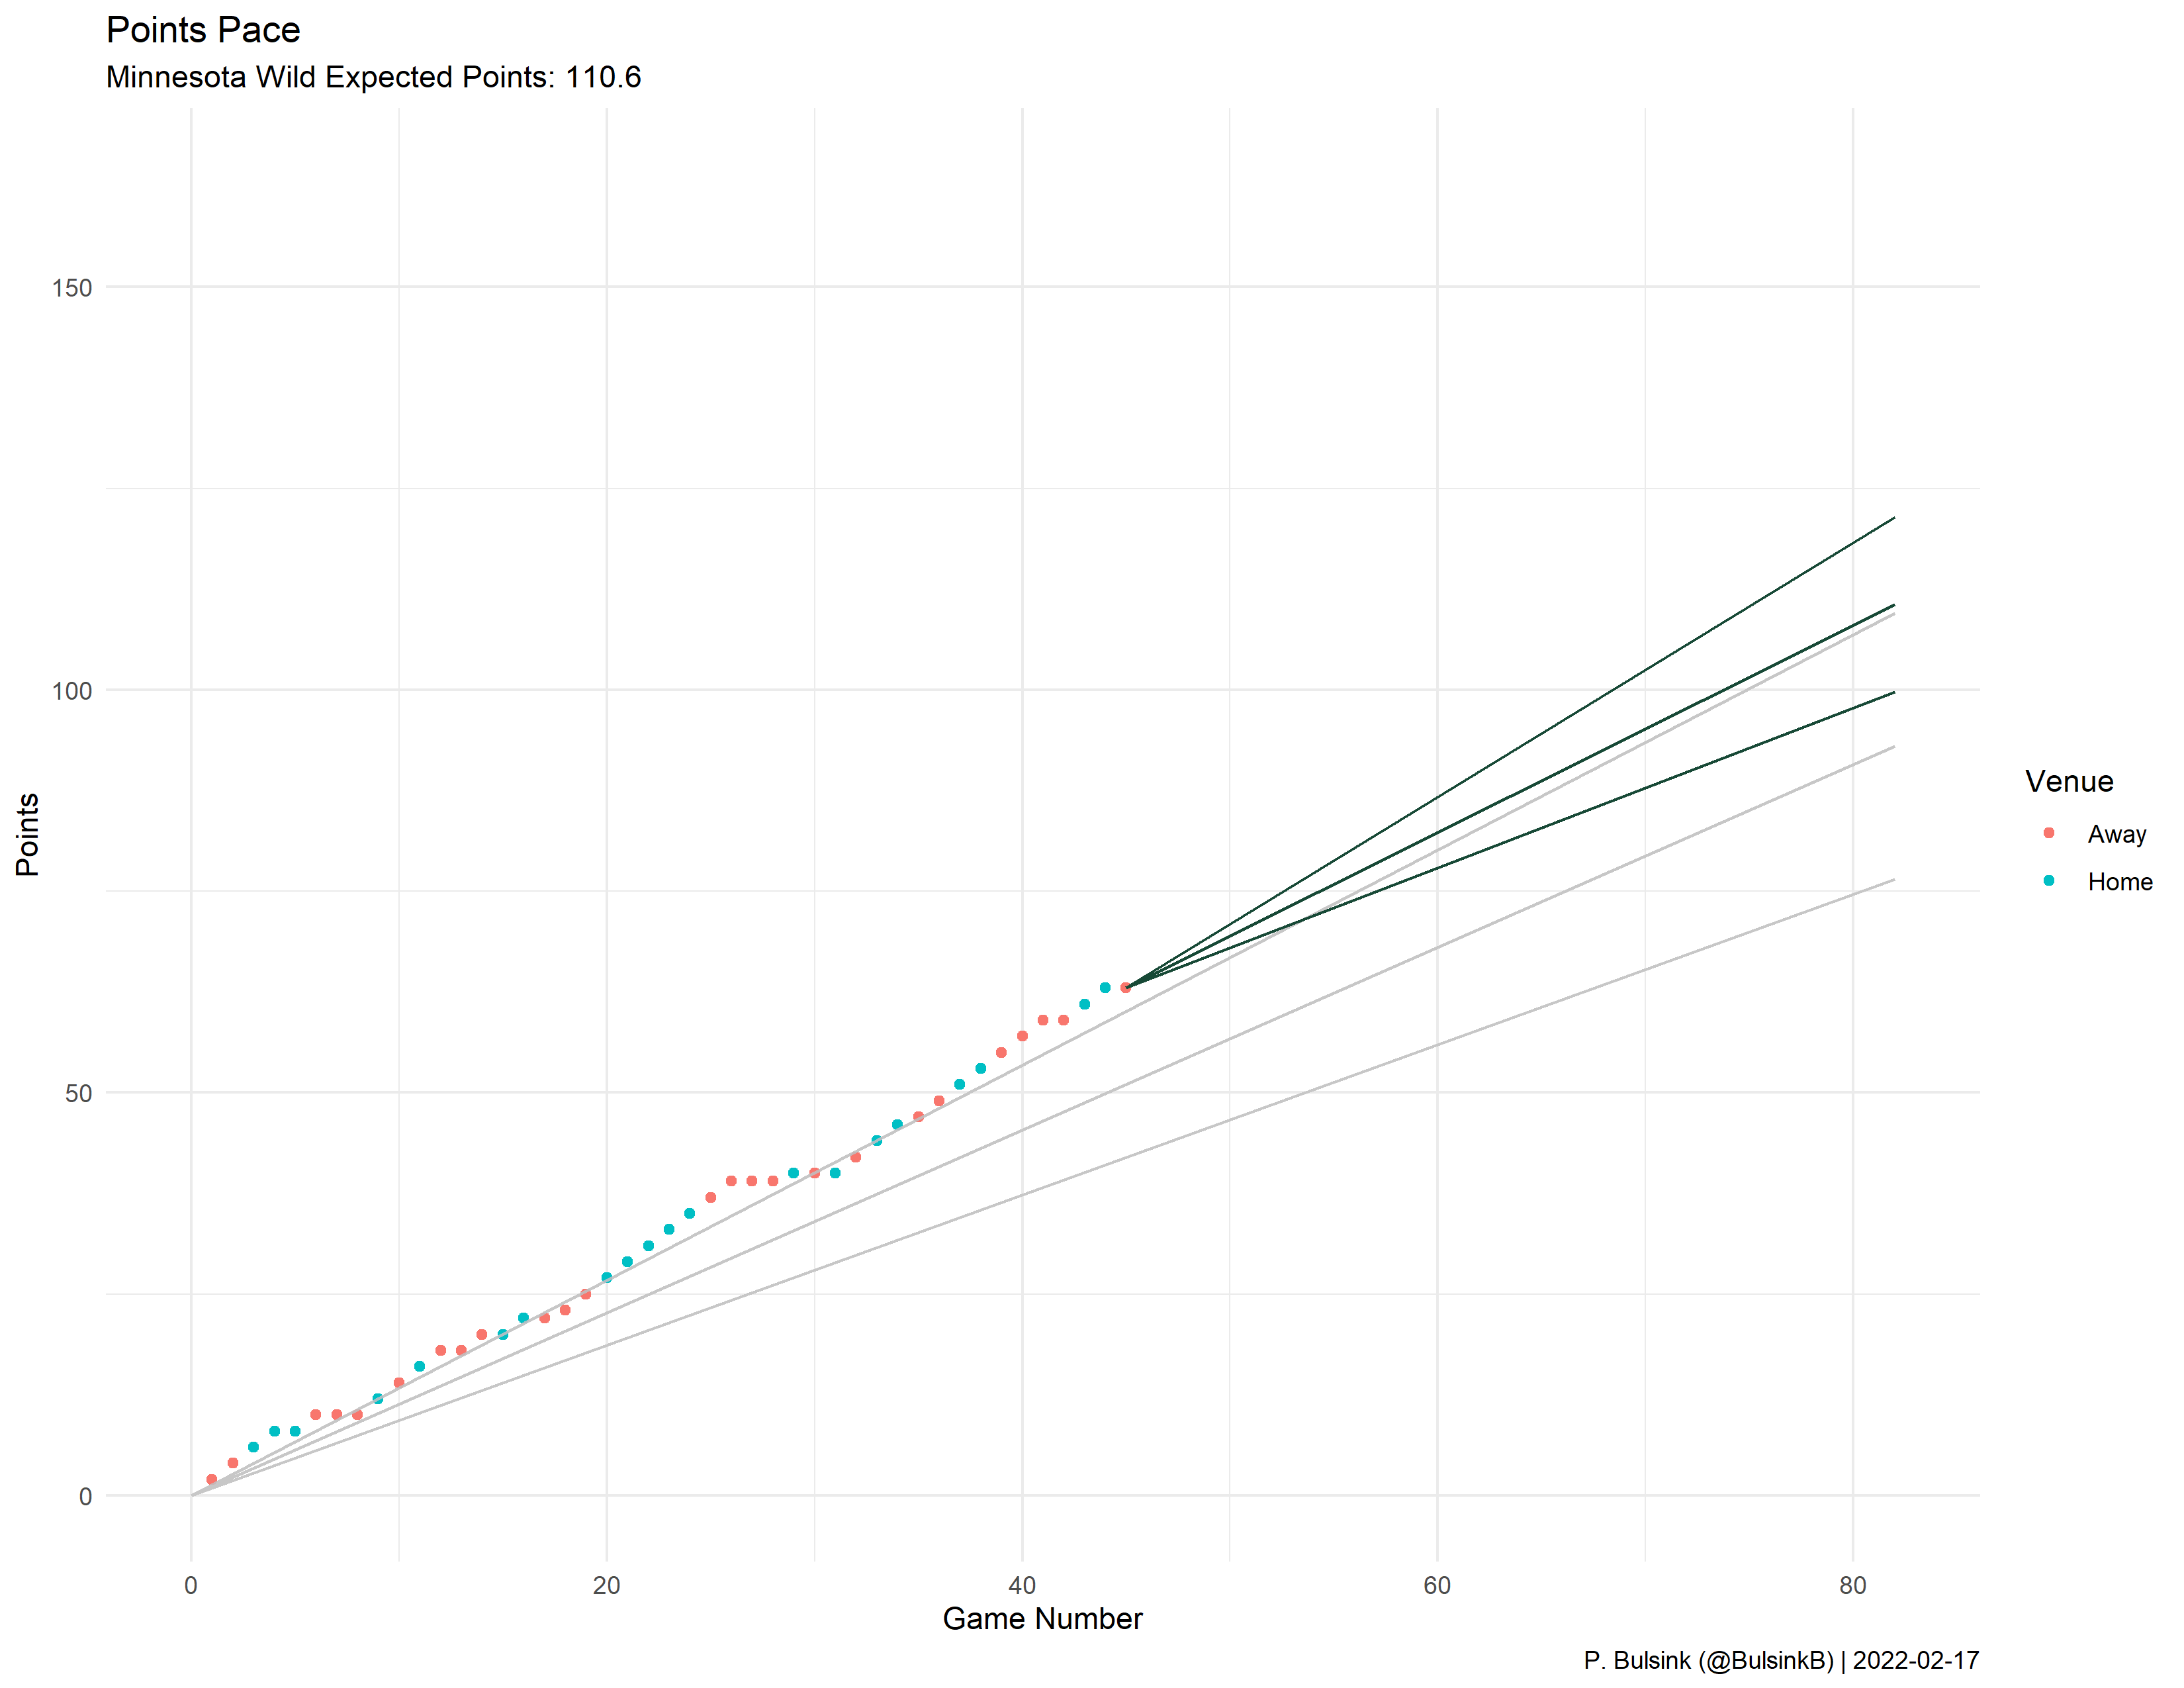 Points Pace
Minnesota Wild Expected Points: 110.6
150
100
50
0
Points
0 20 40 60 80
Game Number
Venue
Away
Home
P. Bulsink (@BulsinkB) | 2022-02-17